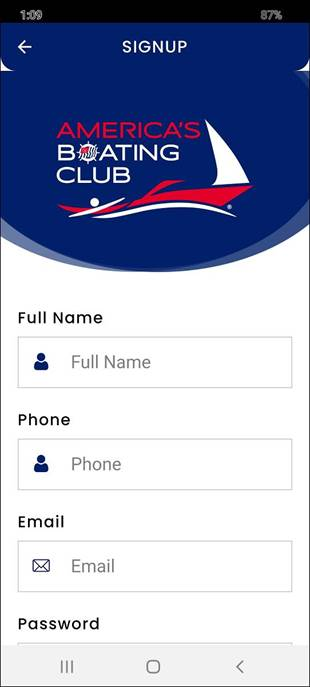 1:09 87%
SIGNUP
AMERICA'S
BOATING
CLUB
®
Full Name
Full Name
Phone
Phone
Email
Email
Password